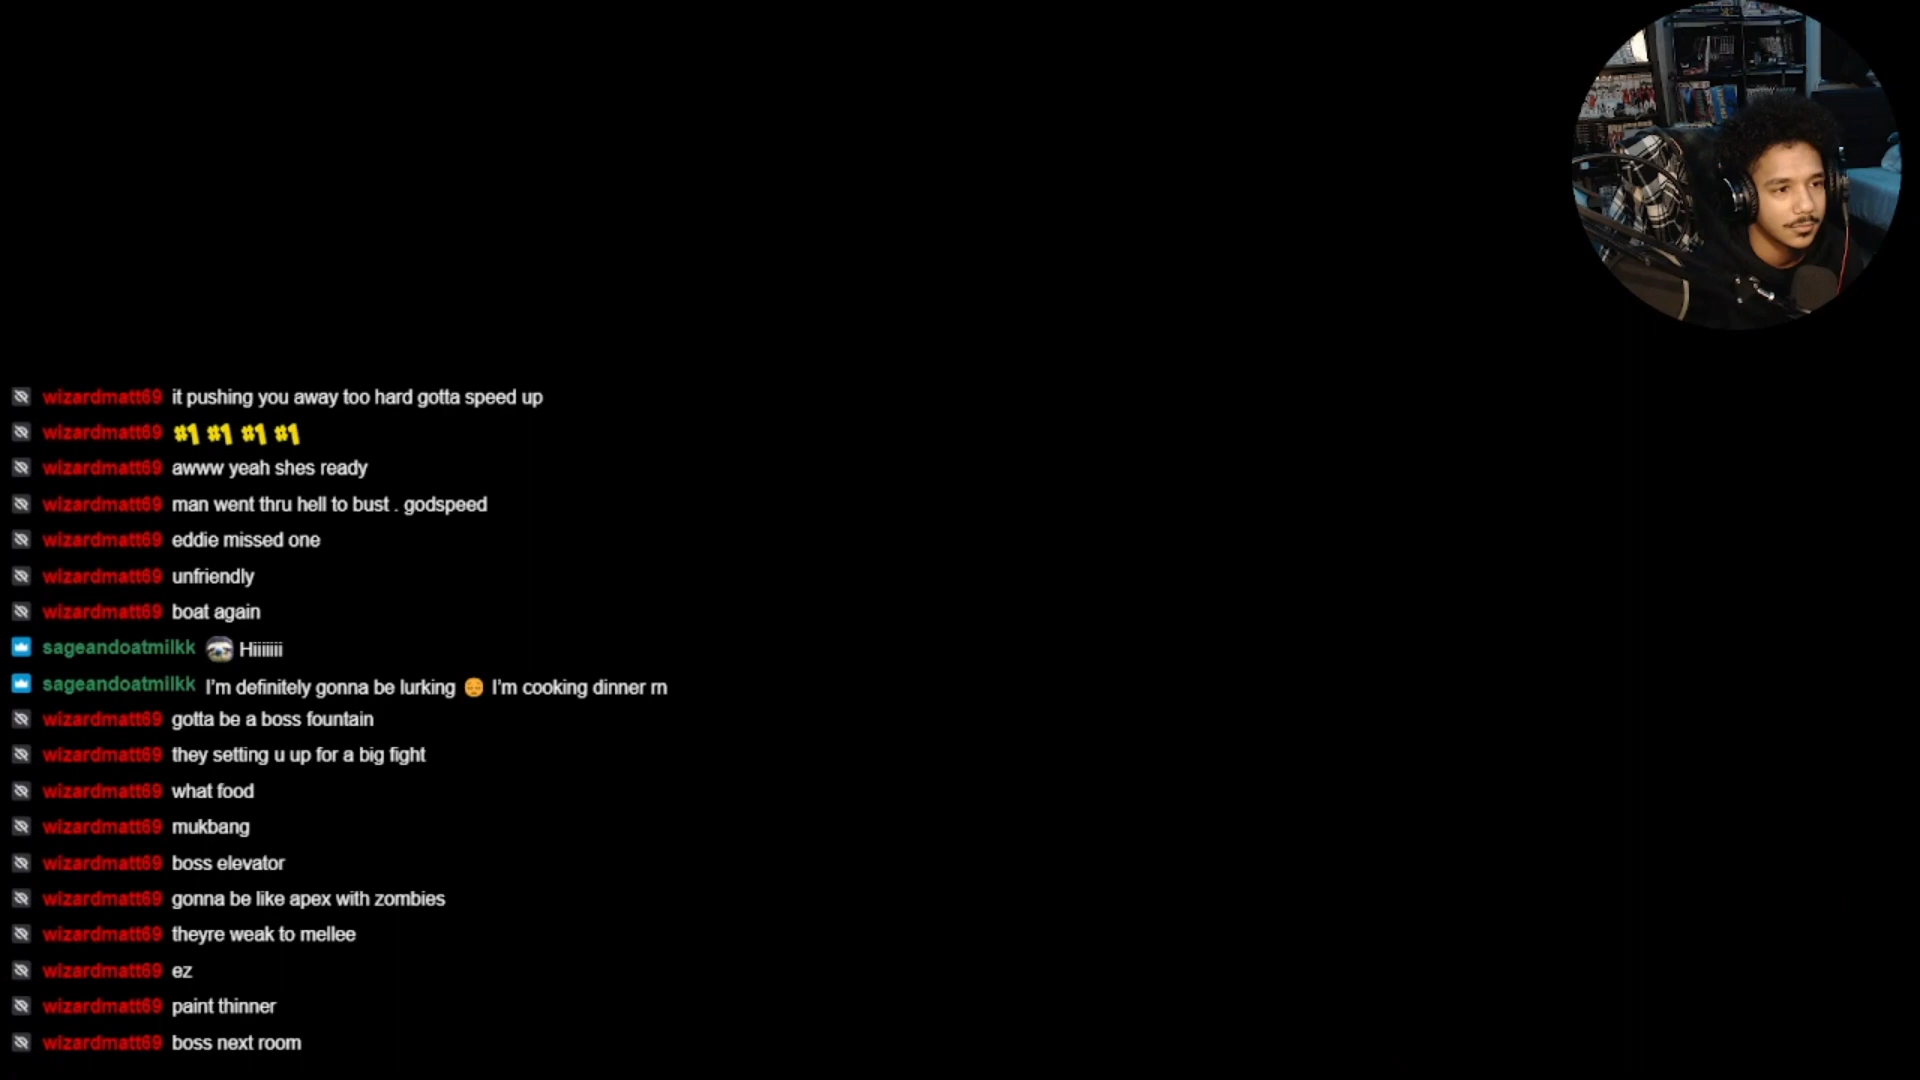 wizardmatt69 it pushing you away too hard gotta speed up
wizardmatt69 #1 #1 #1 #1
wizardmatt69 awww yeah shes ready
wizardmatt69 man went thru hell to bust . godspeed
wizardmatt69 eddie missed one
wizardmatt69 unfriendly
wizardmatt69 boat again
sageandoatmilkk Hiiiiiii
sageandoatmilkk I'm definitely gonna be lurking 😔 I'm cooking dinner rn
wizardmatt69 gotta be a boss fountain
wizardmatt69 they setting u up for a big fight
wizardmatt69 what food
wizardmatt69 mukbang
wizardmatt69 boss elevator
wizardmatt69 gonna be like apex with zombies
wizardmatt69 theyre weak to mellee
wizardmatt69 ez
wizardmatt69 paint thinner
wizardmatt69 boss next room